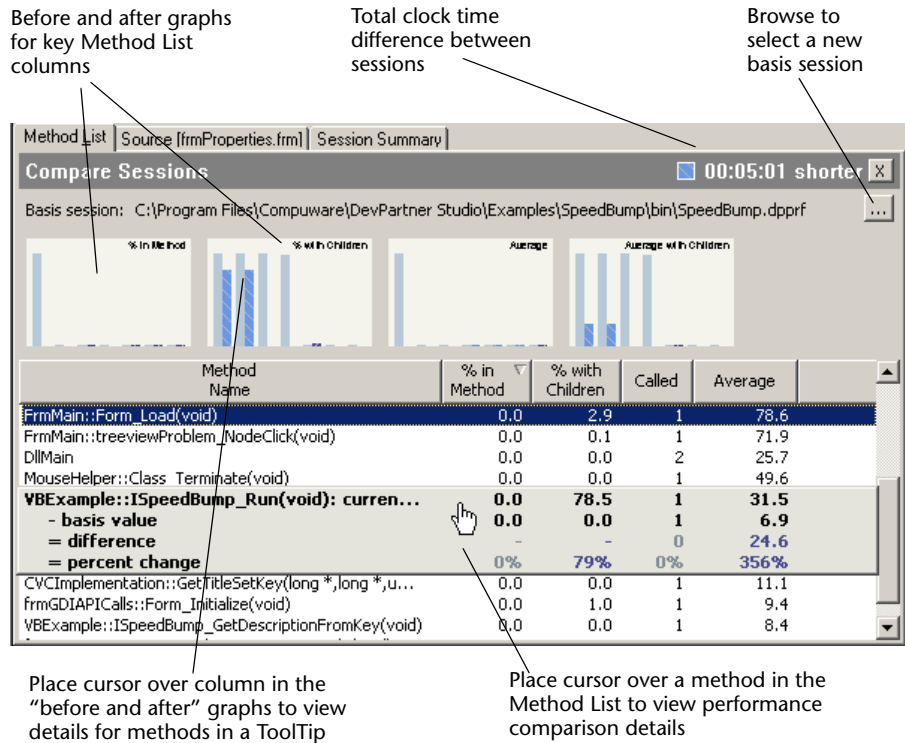 Before and after graphs
for key Method List
columns
Total clock time
difference between
sessions
Browse to
select a new
basis session
Method List Source [frmProperties.frm] Session Summary
Compare Sessions 00:05:01 shorter X
Basis session: C:\Program Files\Compuware\DevPartner Studio\Examples\SpeedBump\bin\SpeedBump.dpprf ...
% in Method % with Children Average Average with Children
Method Name % in Method % with Children Called Average
FrmMain::Form_Load(void) 0.0 2.9 1 78.6
FrmMain::treeviewProblem_NodeClick(void) 0.0 0.1 1 71.9
DllMain 0.0 0.0 2 25.7
MouseHelper::Class_Terminate(void) 0.0 0.0 1 49.6
VBExample::ISpeedBump_Run(void): curren... 0.0 78.5 1 31.5
- basis value 0.0 0.0 1 6.9
= difference - - 0 24.6
= percent change 0% 79% 0% 356%
CVCImplementation::GetTitleSetKey(long *,long *,u... 0.0 0.0 1 11.1
frmGDIAPICalls::Form_Initialize(void) 0.0 1.0 1 9.4
VBExample::ISpeedBump_GetDescriptionFromKey(void) 0.0 0.0 1 8.4
Place cursor over column in the
“before and after” graphs to view
details for methods in a ToolTip
Place cursor over a method in the
Method List to view performance
comparison details